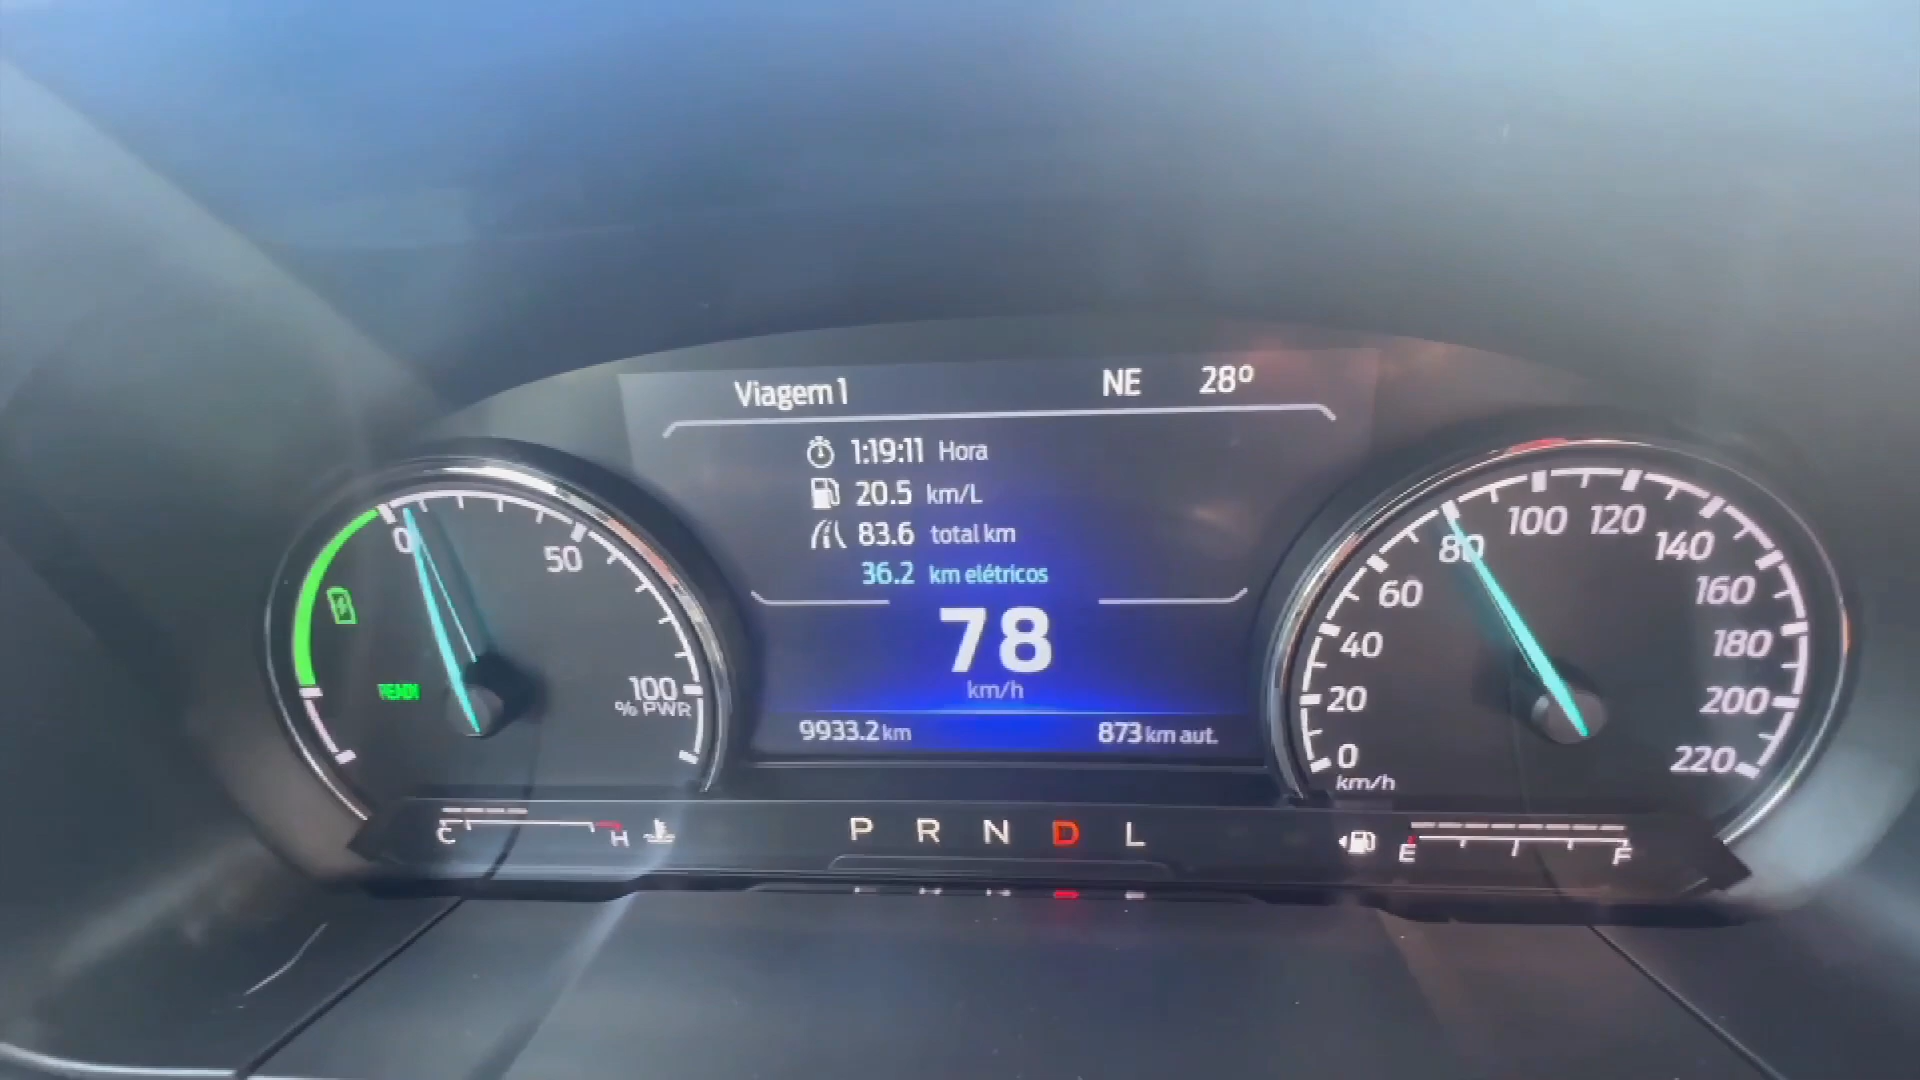 Viagem 1 NE 28º
1:19:11 Hora
20.5 km/L
83.6 total km
36.2 km elétricos
78
km/h
9933.2 km 873 km aut.
0 50 100
% PWR
0 20 40 60 80 100 120 140 160 180 200 220
km/h
C H
P R N D L
E F